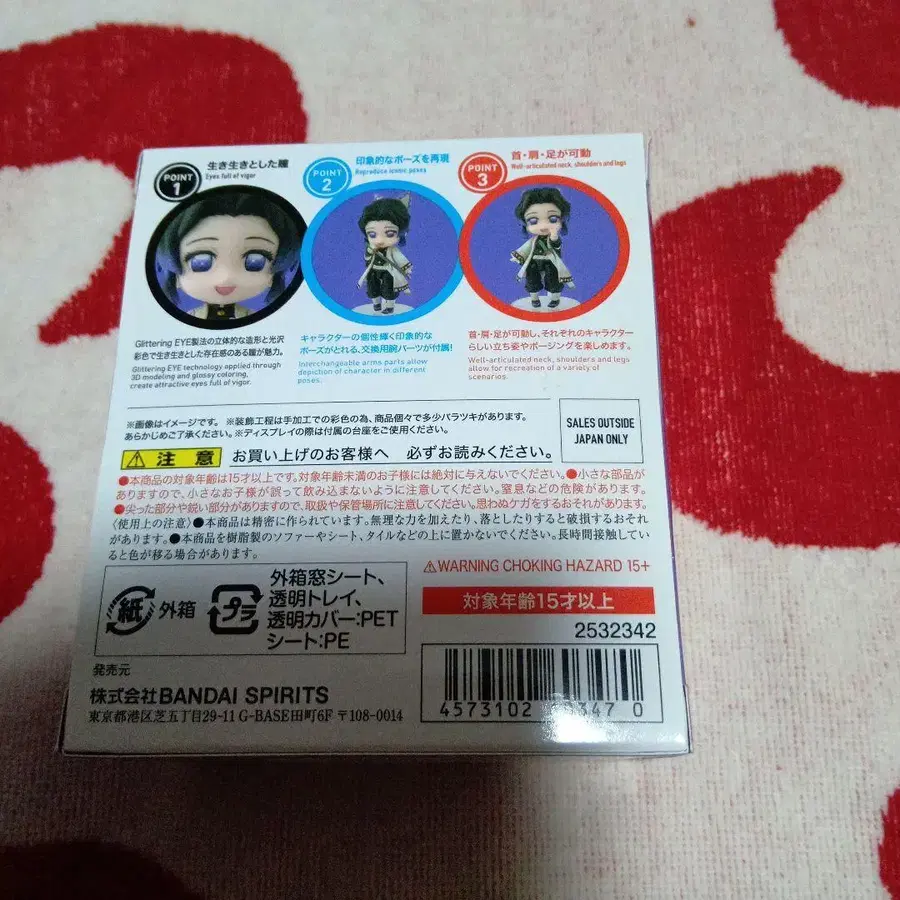 POINT 1
生き生きとした瞳
Eyes full of vigor
POINT 2
印象的なポーズを再現
Reproduce iconic poses
POINT 3
首・肩・足が可動
Well-articulated neck, shoulders and legs
Glittering EYE製法の立体的な造形と光沢
彩色で生き生きとした存在感のある瞳が魅力。
Glittering EYE technology applied through
3D modeling and glossy coloring,
create attractive eyes full of vigor.
キャラクターの個性輝く印象的な
ポーズがとれる、交換用腕パーツが付属!
Interchangeable arms parts allow
depiction of character in different
poses.
首・肩・足が可動し、それぞれのキャラクター
らしい立ち姿やポージングを楽しめます。
Well-articulated neck, shoulders and legs
allow for recreation of a variety of
scenarios.
※画像はイメージです。 ※装飾工程は手加工での彩色の為、商品個々で多少バラツキがあります。
あらかじめご了承ください。※ディスプレイの際は付属の台座をご使用ください。
SALES OUTSIDE
JAPAN ONLY
注意 お買い上げのお客様へ 必ずお読みください。
●本商品の対象年齢は15才以上です。対象年齢未満のお子様には絶対に与えないでください。●小さな部品が
ありますので、小さなお子様が誤って飲み込まないように注意してください。窒息などの危険があります。
●尖った部分や鋭い部分がありますので、取扱や保管場所に注意してください。思わぬケガをするおそれがあります。
〈使用上の注意〉●本商品は精密に作られています。無理な力を加えたり、落としたりすると破損するおそれ
があります。●本商品を樹脂製のソファーやシート、タイルなどの上に置かないでください。長時間接触してい
ると色が移る場合があります。
紙 外箱
プラ
外箱窓シート、
透明トレイ、
透明カバー:PET
シート:PE
⚠WARNING CHOKING HAZARD 15+
対象年齢15才以上
2532342
発売元
株式会社BANDAI SPIRITS
東京都港区芝五丁目29-11 G-BASE田町6F 〒108-0014
4573102 347 0